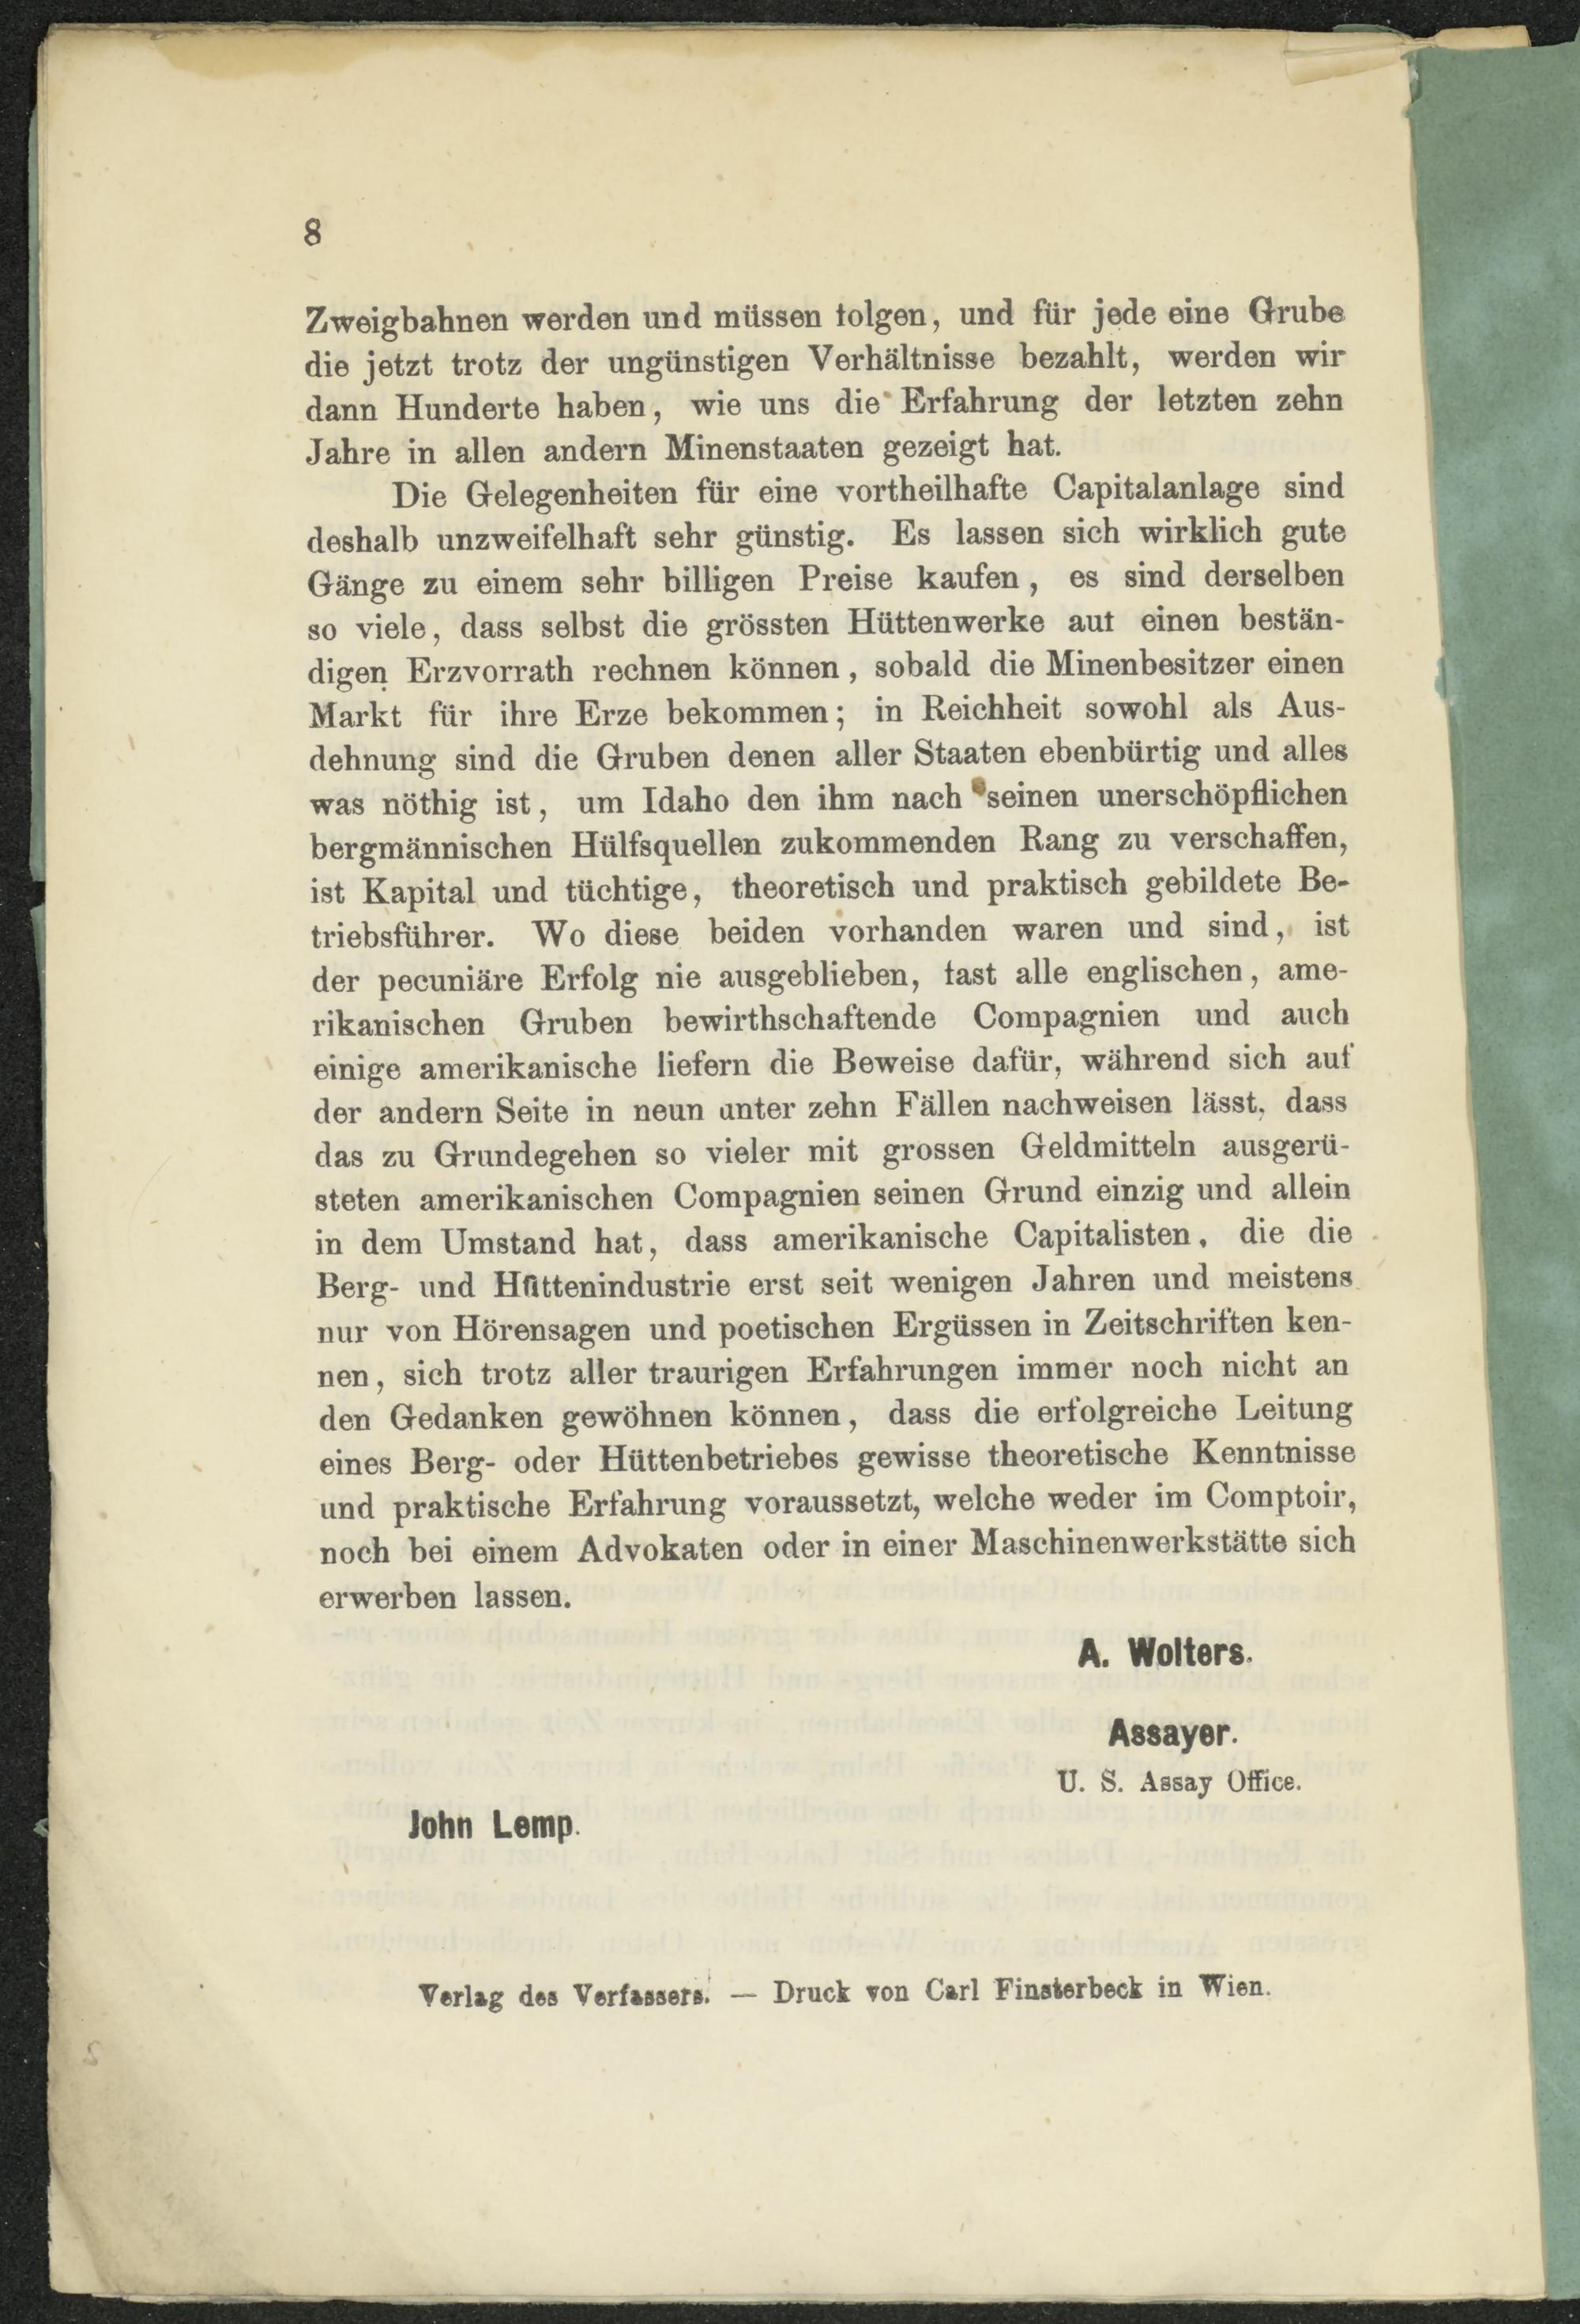 8
Zweigbahnen werden und müssen folgen, und für jede eine Grube
die jetzt trotz der ungünstigen Verhältnisse bezahlt, werden wir
dann Hunderte haben, wie uns die Erfahrung der letzten zehn
Jahre in allen andern Minenstaaten gezeigt hat.
Die Gelegenheiten für eine vortheilhafte Capitalanlage sind
deshalb unzweifelhaft sehr günstig. Es lassen sich wirklich gute
Gänge zu einem sehr billigen Preise kaufen, es sind derselben
so viele, dass selbst die grössten Hüttenwerke auf einen bestän-
digen Erzvorrath rechnen können, sobald die Minenbesitzer einen
Markt für ihre Erze bekommen; in Reichheit sowohl als Aus-
dehnung sind die Gruben denen aller Staaten ebenbürtig und alles
was nöthig ist, um Idaho den ihm nach seinen unerschöpflichen
bergmännischen Hülfsquellen zukommenden Rang zu verschaffen,
ist Kapital und tüchtige, theoretisch und praktisch gebildete Be-
triebsführer. Wo diese beiden vorhanden waren und sind, ist
der pecuniäre Erfolg nie ausgeblieben, fast alle englischen, ame-
rikanischen Gruben bewirthschaftende Compagnien und auch
einige amerikanische liefern die Beweise dafür, während sich auf
der andern Seite in neun unter zehn Fällen nachweisen lässt, dass
das zu Grundegehen so vieler mit grossen Geldmitteln ausgerü-
steten amerikanischen Compagnien seinen Grund einzig und allein
in dem Umstand hat, dass amerikanische Capitalisten, die die
Berg- und Hüttenindustrie erst seit wenigen Jahren und meistens
nur von Hörensagen und poetischen Ergüssen in Zeitschriften ken-
nen, sich trotz aller traurigen Erfahrungen immer noch nicht an
den Gedanken gewöhnen können, dass die erfolgreiche Leitung
eines Berg- oder Hüttenbetriebes gewisse theoretische Kenntnisse
und praktische Erfahrung voraussetzt, welche weder im Comptoir,
noch bei einem Advokaten oder in einer Maschinenwerkstätte sich
erwerben lassen.
A. Wolters.
Assayer.
U. S. Assay Office.
John Lemp.
Verlag des Verfassers. — Druck von Carl Finsterbeck in Wien.